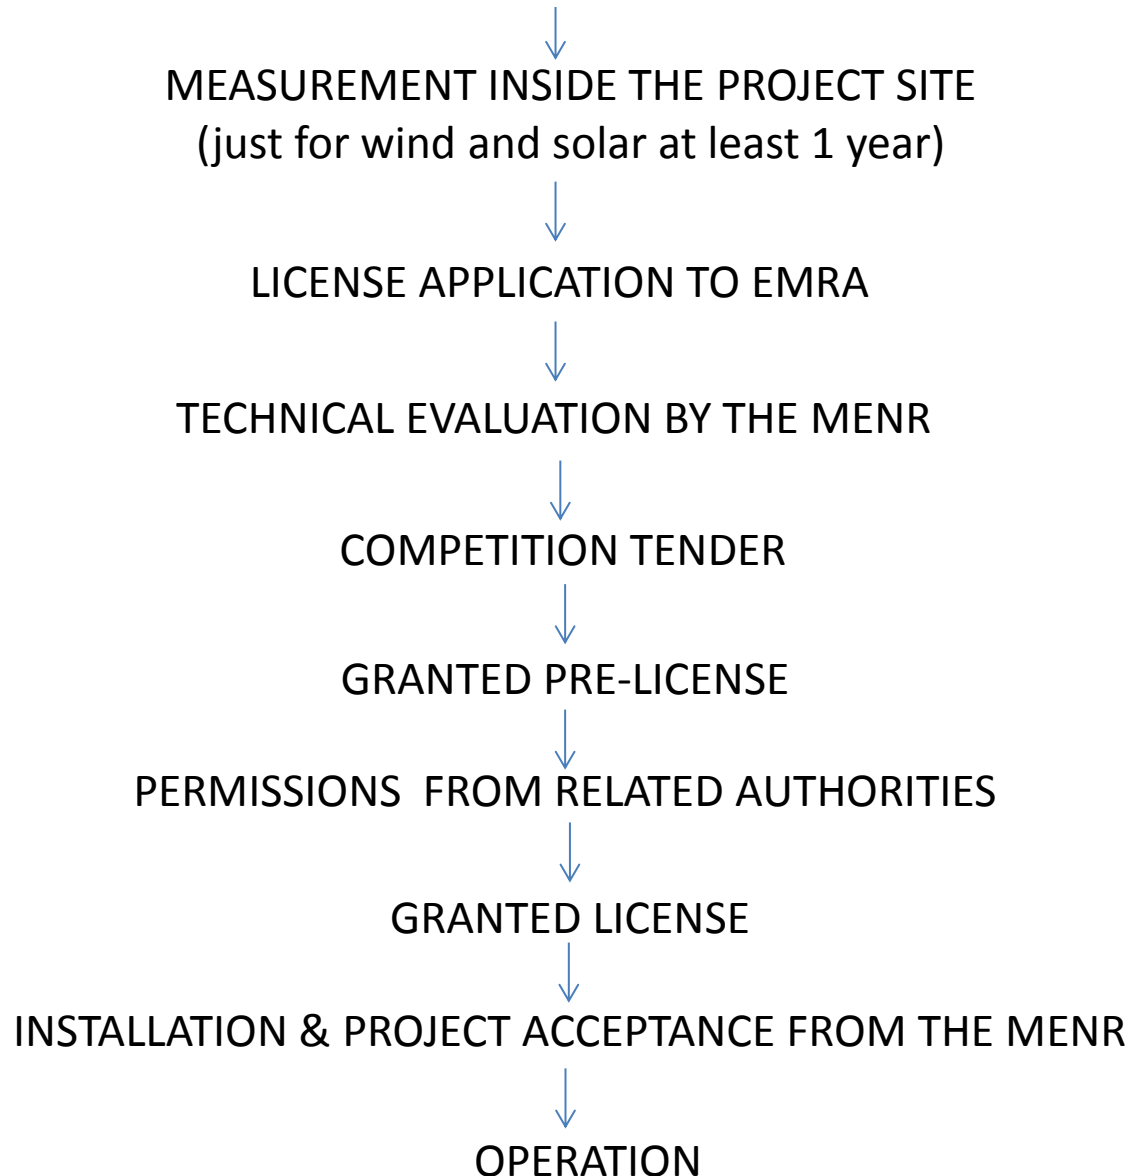 MEASUREMENT INSIDE THE PROJECT SITE
(just for wind and solar at least 1 year)
LICENSE APPLICATION TO EMRA
TECHNICAL EVALUATION BY THE MENR
COMPETITION TENDER
GRANTED PRE-LICENSE
PERMISSIONS FROM RELATED AUTHORITIES
GRANTED LICENSE
INSTALLATION & PROJECT ACCEPTANCE FROM THE MENR
OPERATION